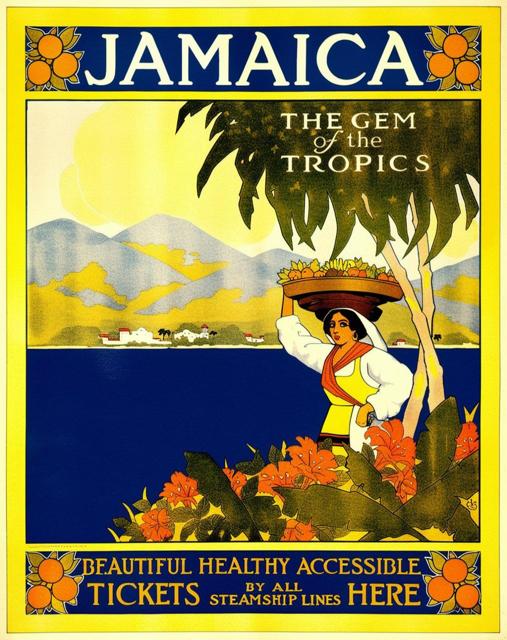 JAMAICA
THE GEM
of the
TROPICS
BEAUTIFUL HEALTHY ACCESSIBLE
TICKETS BY ALL STEAMSHIP LINES HERE